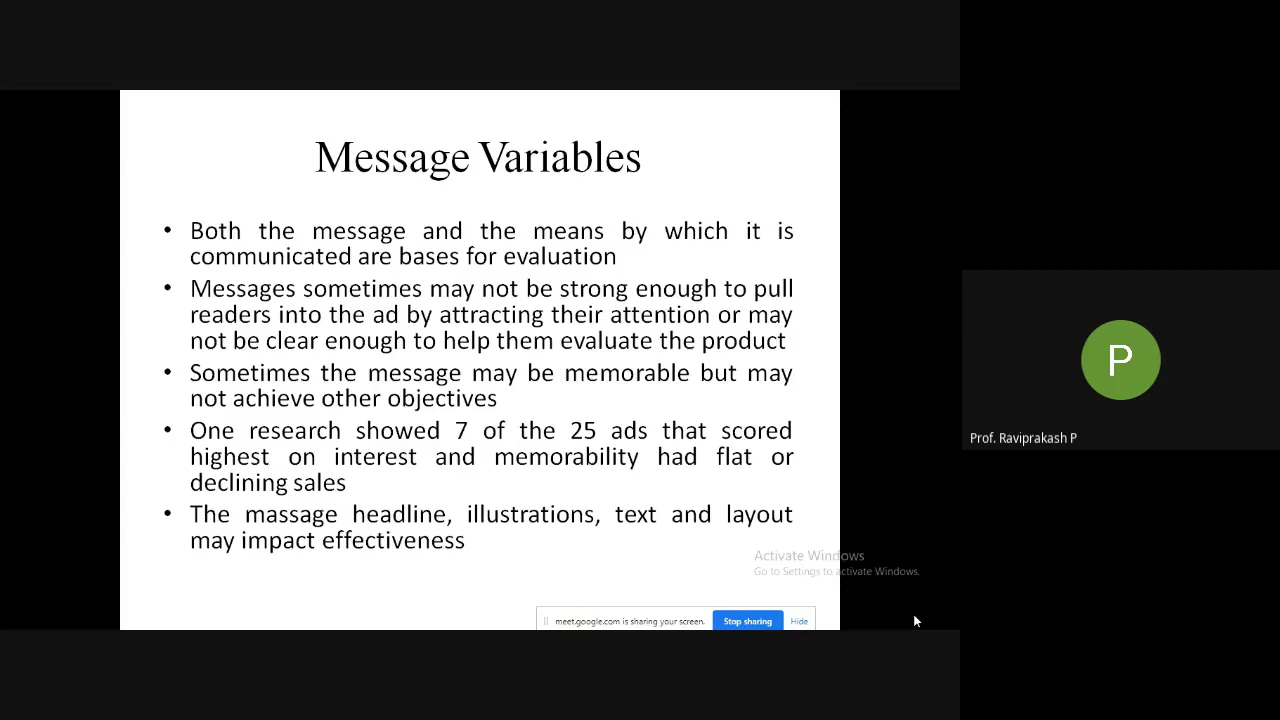 Message Variables
• Both the message and the means by which it is
communicated are bases for evaluation
• Messages sometimes may not be strong enough to pull
readers into the ad by attracting their attention or may
not be clear enough to help them evaluate the product
• Sometimes the message may be memorable but may
not achieve other objectives
• One research showed 7 of the 25 ads that scored
highest on interest and memorability had flat or
declining sales
• The massage headline, illustrations, text and layout
may impact effectiveness
Activate Windows
Go to Settings to activate Windows.
meet.google.com is sharing your screen. Stop sharing Hide
P
Prof. Raviprakash P